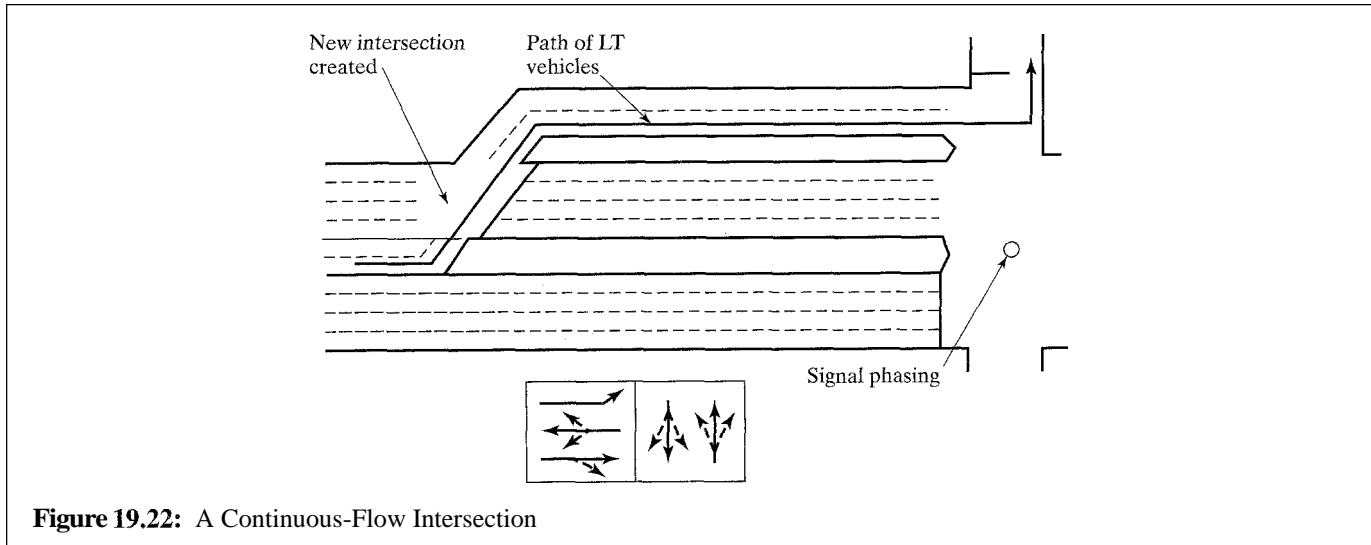 New intersection
created
Path of LT
vehicles
Signal phasing
Figure 19.22: A Continuous-Flow Intersection